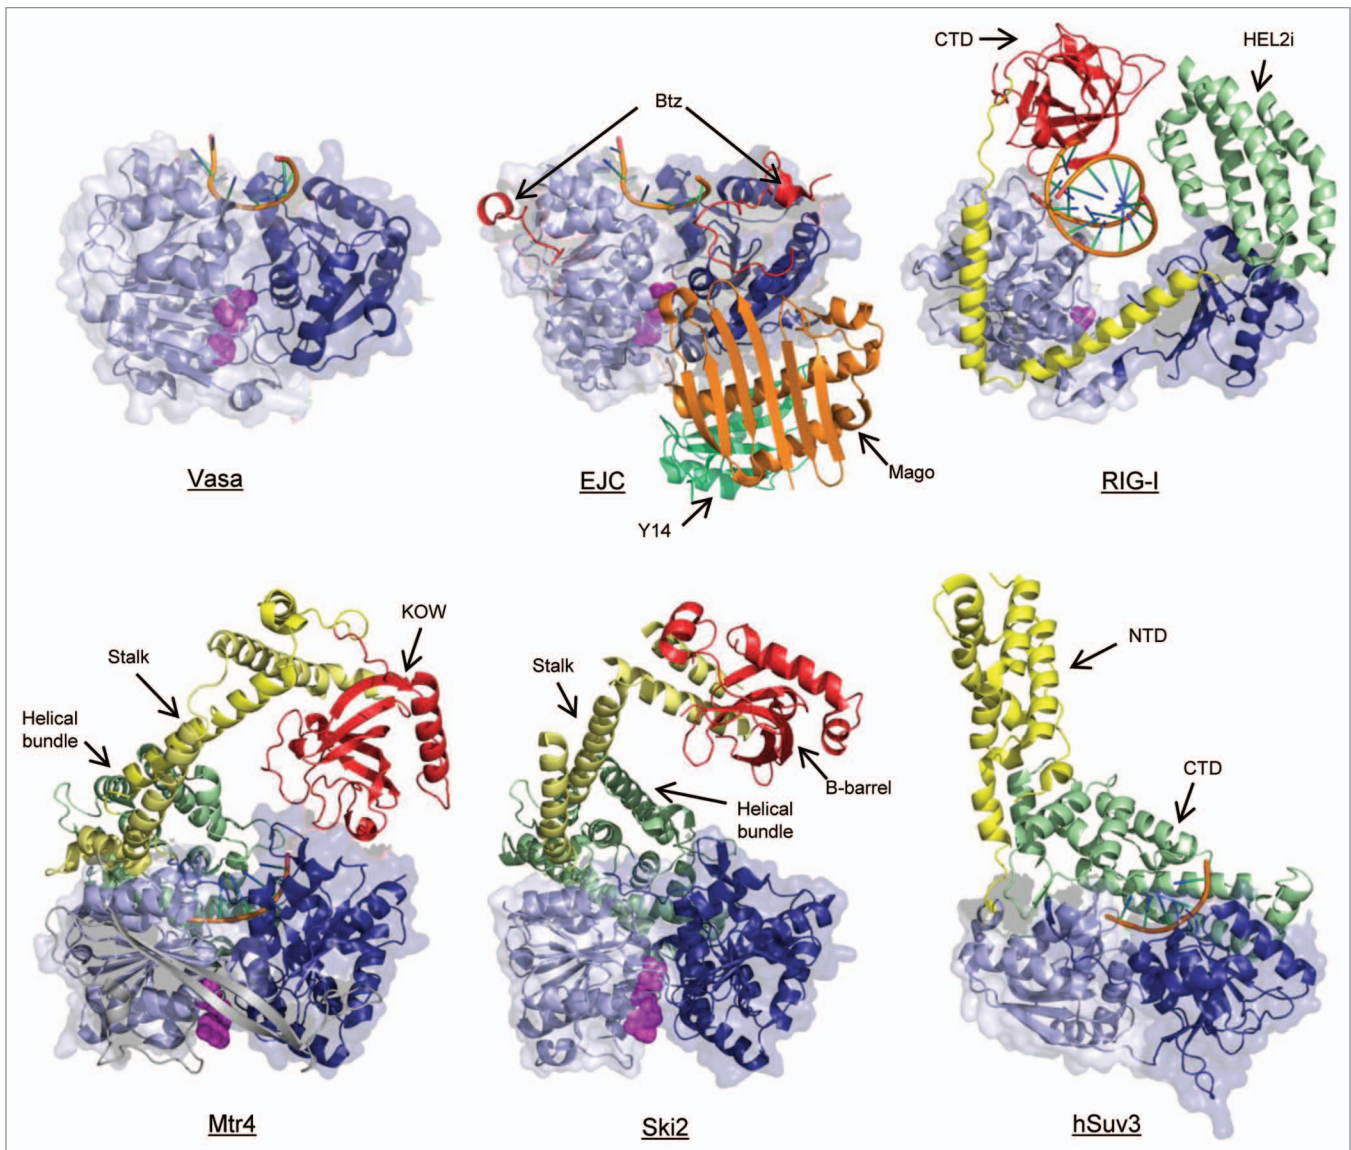 Btz
CTD
HEL2i
Vasa
EJC
Mago
Y14
RIG-I
Stalk
Helical
bundle
KOW
Mtr4
Stalk
Helical
bundle
B-barrel
Ski2
NTD
CTD
hSuv3